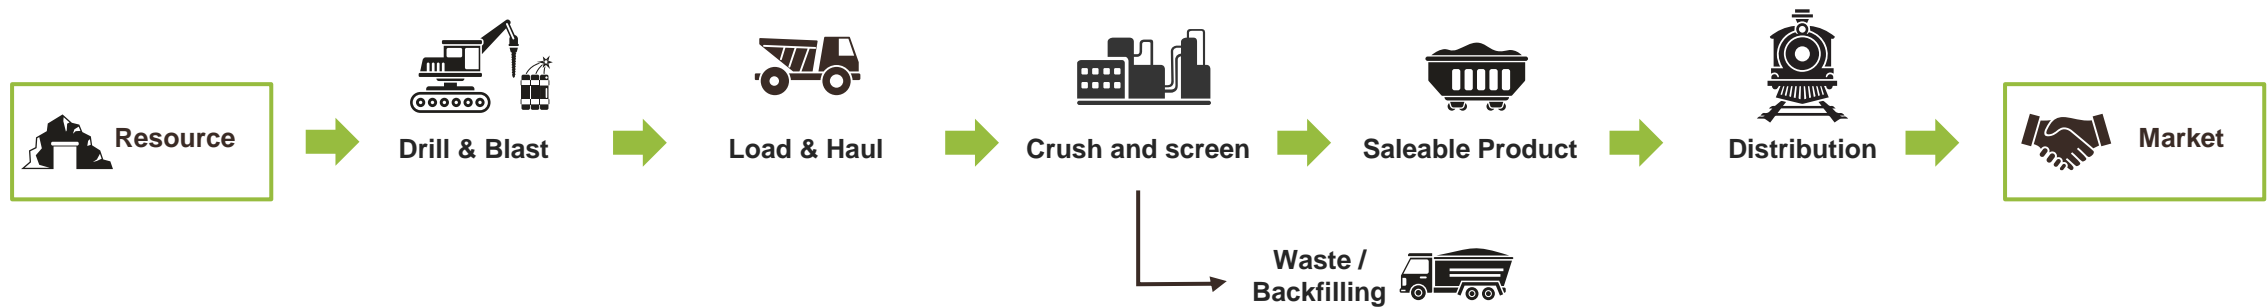 Resource
Drill & Blast
Load & Haul
Crush and screen
Saleable Product
Distribution
Market
Waste /
Backfilling